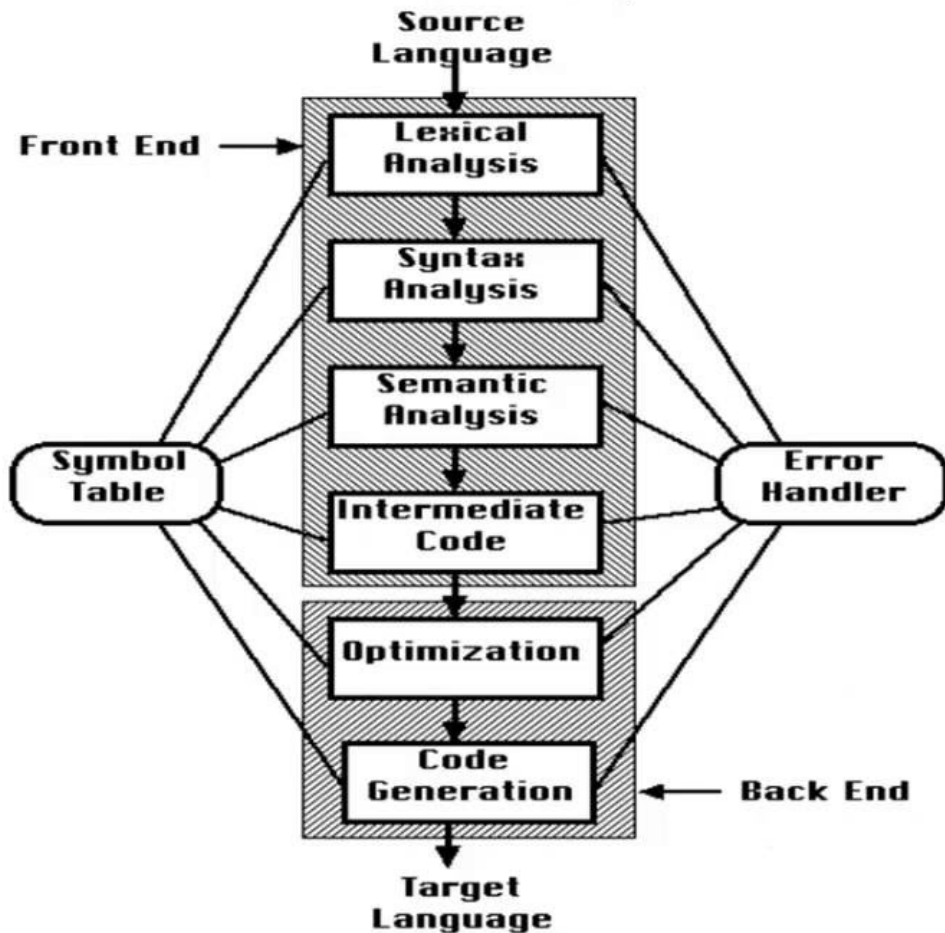 Source
Language
Front End
Lexical
Analysis
Syntax
Analysis
Semantic
Analysis
Symbol
Table
Error
Handler
Intermediate
Code
Optimization
Code
Generation
Back End
Target
Language